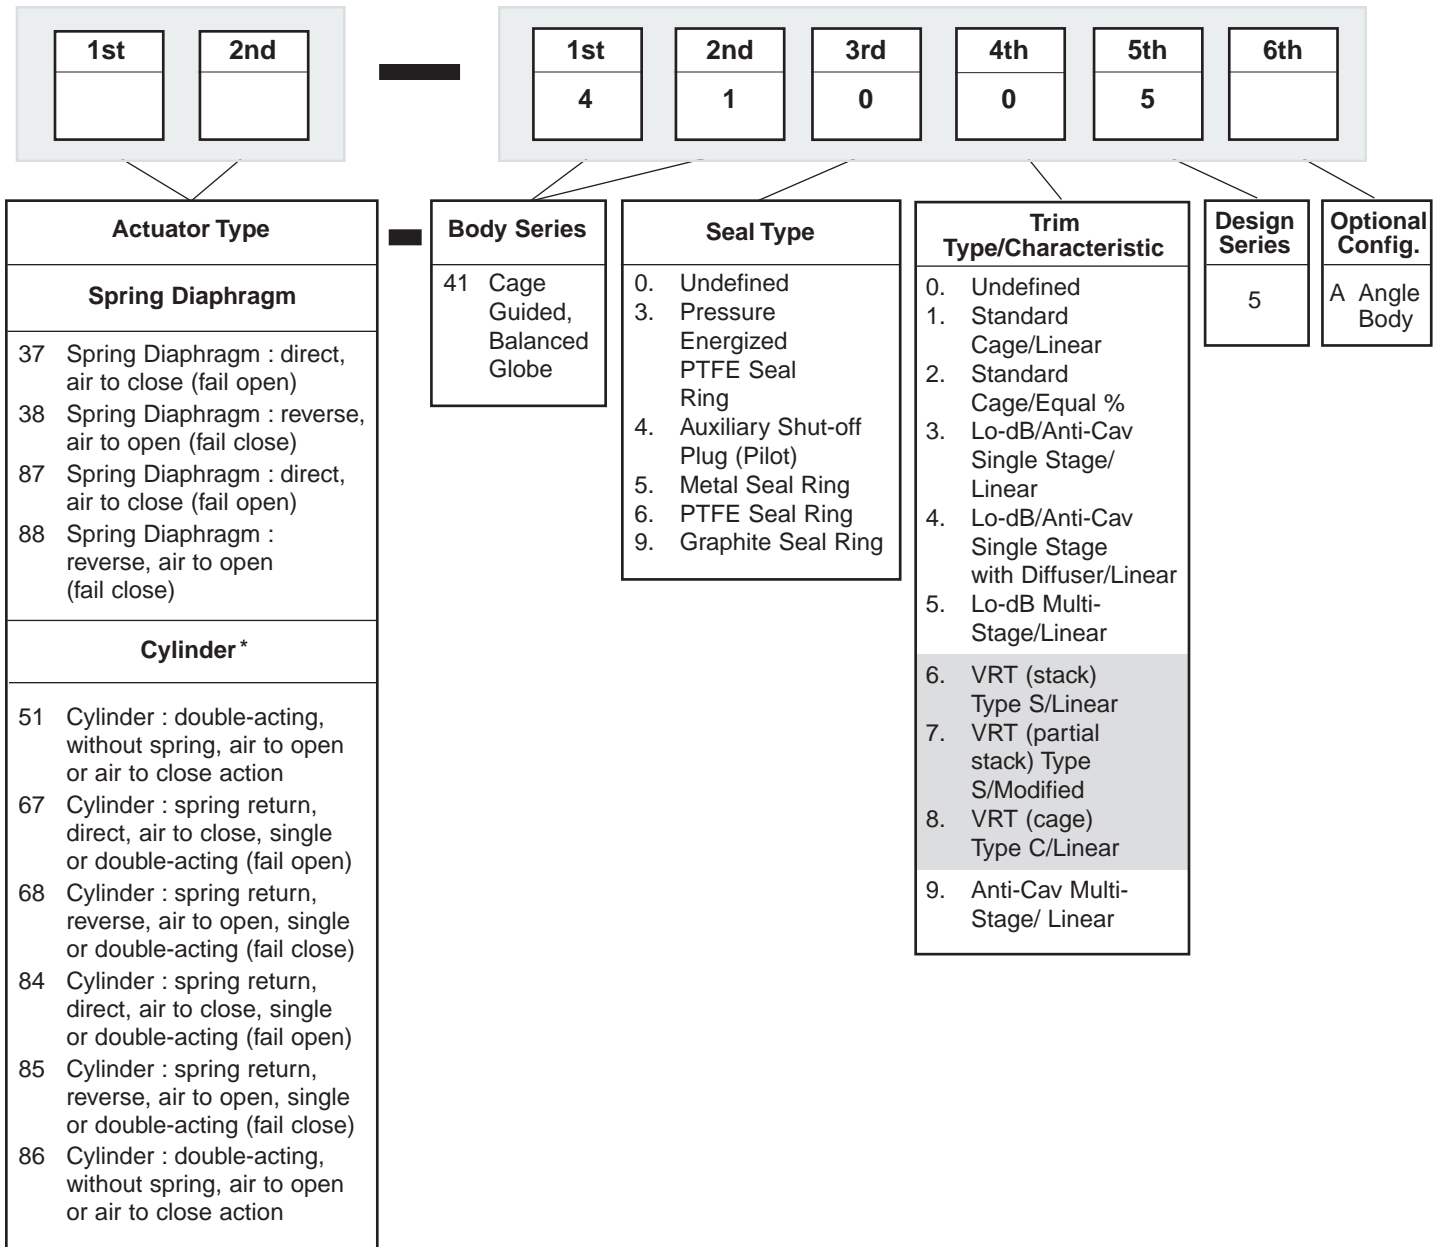 1st 2nd 1st 2nd 3rd 4th 5th 6th
4 1 0 0 5
Actuator Type
Spring Diaphragm
37 Spring Diaphragm : direct,
air to close (fail open)
38 Spring Diaphragm : reverse,
air to open (fail close)
87 Spring Diaphragm : direct,
air to close (fail open)
88 Spring Diaphragm :
reverse, air to open
(fail close)
Cylinder *
51 Cylinder : double-acting,
without spring, air to open
or air to close action
67 Cylinder : spring return,
direct, air to close, single
or double-acting (fail open)
68 Cylinder : spring return,
reverse, air to open, single
or double-acting (fail close)
84 Cylinder : spring return,
direct, air to close, single
or double-acting (fail open)
85 Cylinder : spring return,
reverse, air to open, single
or double-acting (fail close)
86 Cylinder : double-acting,
without spring, air to open
or air to close action
Body Series
41 Cage
Guided,
Balanced
Globe
Seal Type
0. Undefined
3. Pressure
Energized
PTFE Seal
Ring
4. Auxiliary Shut-off
Plug (Pilot)
5. Metal Seal Ring
6. PTFE Seal Ring
9. Graphite Seal Ring
Trim
Type/Characteristic
0. Undefined
1. Standard
Cage/Linear
2. Standard
Cage/Equal %
3. Lo-dB/Anti-Cav
Single Stage/
Linear
4. Lo-dB/Anti-Cav
Single Stage
with Diffuser/Linear
5. Lo-dB Multi-
Stage/Linear
6. VRT (stack)
Type S/Linear
7. VRT (partial
stack) Type
S/Modified
8. VRT (cage)
Type C/Linear
9. Anti-Cav Multi-
Stage/ Linear
Design
Series
5
Optional
Config.
A Angle
Body